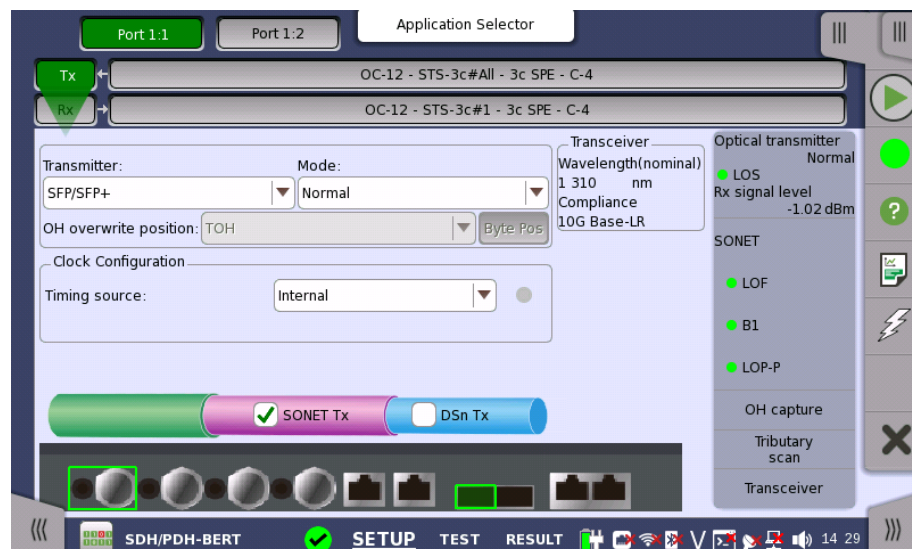 Port 1:1
Port 1:2
Application Selector
Tx
OC-12 - STS-3c#All - 3c SPE - C-4
Rx
OC-12 - STS-3c#1 - 3c SPE - C-4
Transmitter:
Mode:
SFP/SFP+
Normal
OH overwrite position:
TOH
Byte Pos
Clock Configuration
Timing source:
Internal
Transceiver
Wavelength(nominal)
1 310 nm
Compliance
10G Base-LR
Optical transmitter
Normal
LOS
Rx signal level
-1.02 dBm
SONET
LOF
B1
LOP-P
OH capture
Tributary
scan
Transceiver
SONET Tx
DSn Tx
SDH/PDH-BERT
SETUP
TEST
RESULT
14 29